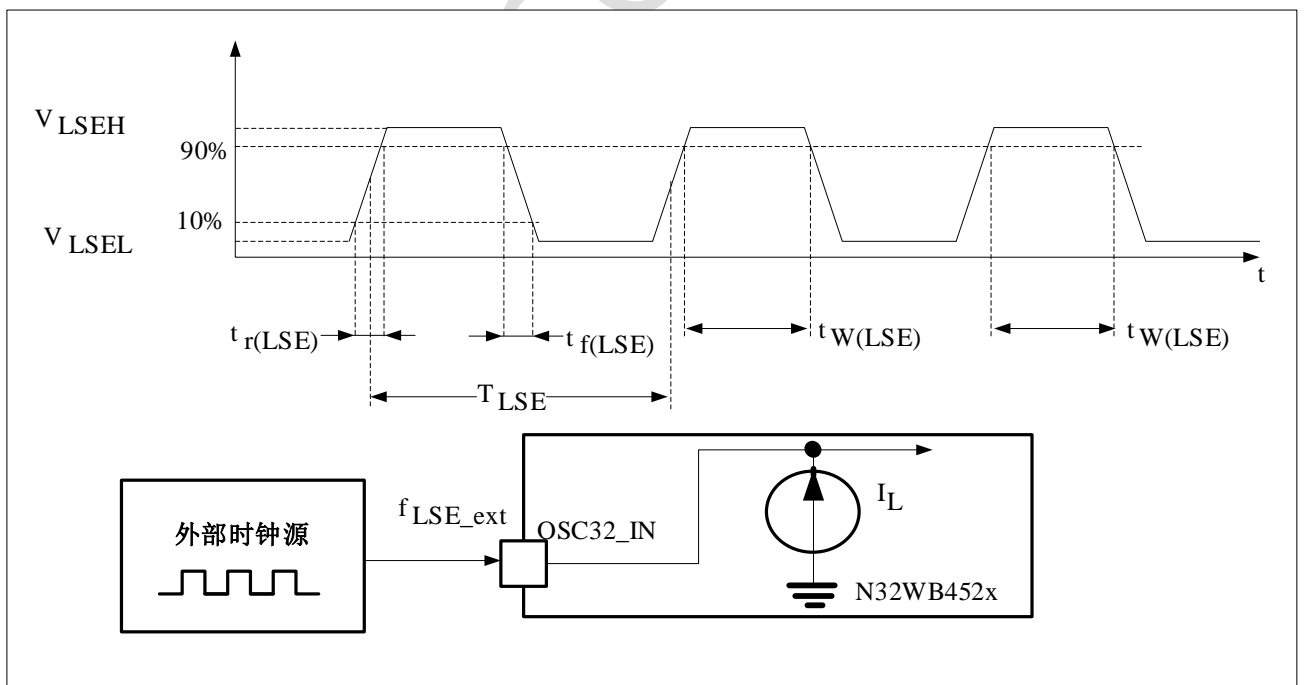 V LSEH
90%
10%
V LSEL
t
t r(LSE)
t f(LSE)
t W(LSE)
t W(LSE)
T LSE
f LSE_ext
OSC32_IN
I L
外部时钟源
N32WB452x